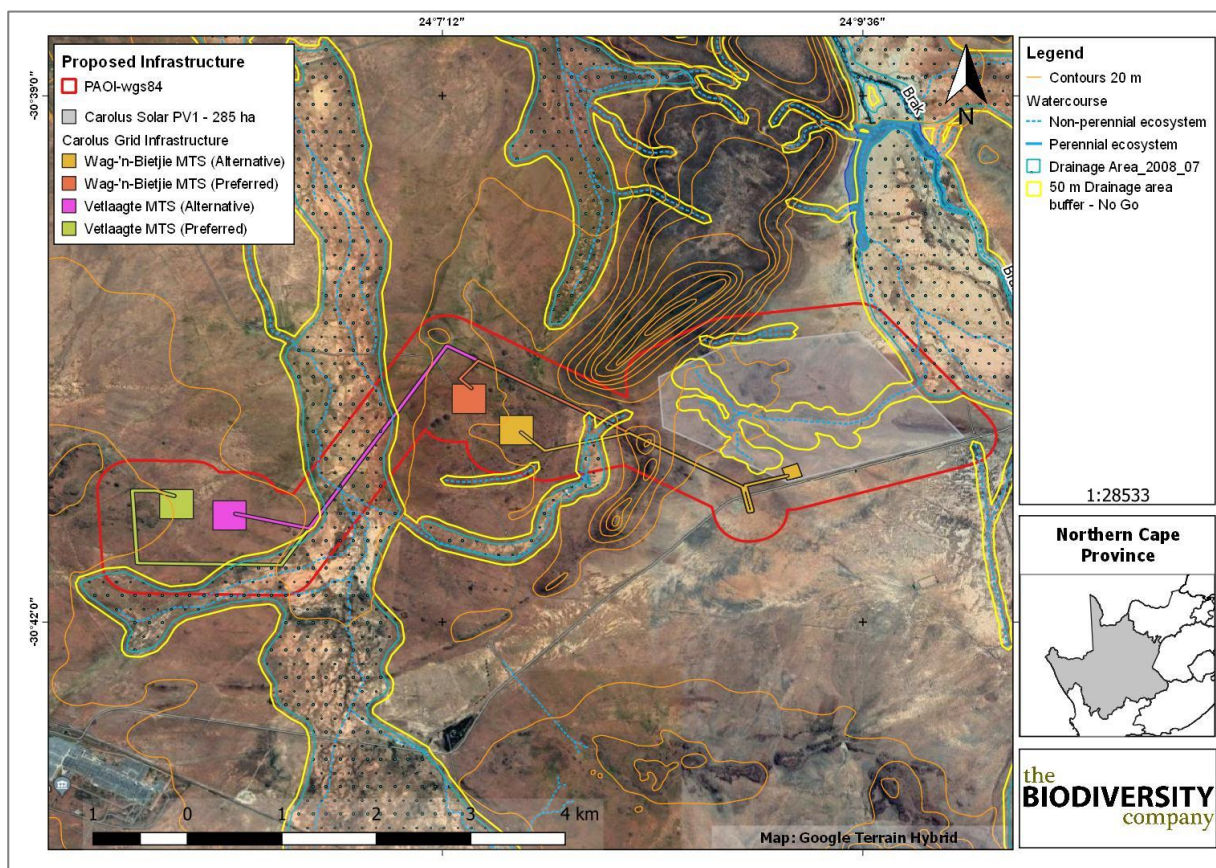 24°7'12"
24°9'36"
-30°39'0"
-30°42'0"
Proposed Infrastructure
PAOI-wgs84
Carolus Solar PV1 - 285 ha
Carolus Grid Infrastructure
Wag-'n-Bietjie MTS (Alternative)
Wag-'n-Bietjie MTS (Preferred)
Vetlaagte MTS (Alternative)
Vetlaagte MTS (Preferred)
Brak
N
1
0
1
2
3
4 km
Map: Google Terrain Hybrid
Legend
Contours 20 m
Watercourse
Non-perennial ecosystem
Perennial ecosystem
Drainage Area_2008_07
50 m Drainage area
buffer - No Go
1:28533
Northern Cape
Province
the
BIODIVERSITY
company